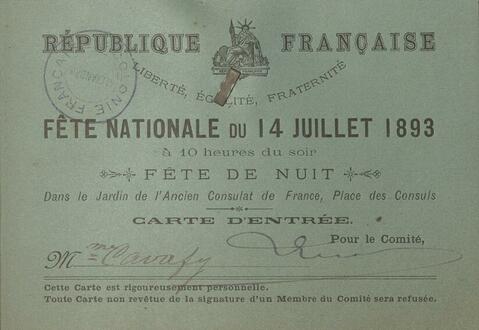 RÉPUBLIQUE FRANÇAISE
LIBERTÉ, ÉGALITÉ, FRATERNITÉ
FÊTE NATIONALE DU 14 JUILLET 1893
à 10 heures du soir
FÊTE DE NUIT
Dans le Jardin de l'Ancien Consulat de France, Place des Consuls
CARTE D'ENTRÉE.
Pour le Comité,
Mme Cavafy
Cette Carte est rigoureusement personnelle.
Toute Carte non revêtue de la signature d'un Membre du Comité sera refusée.